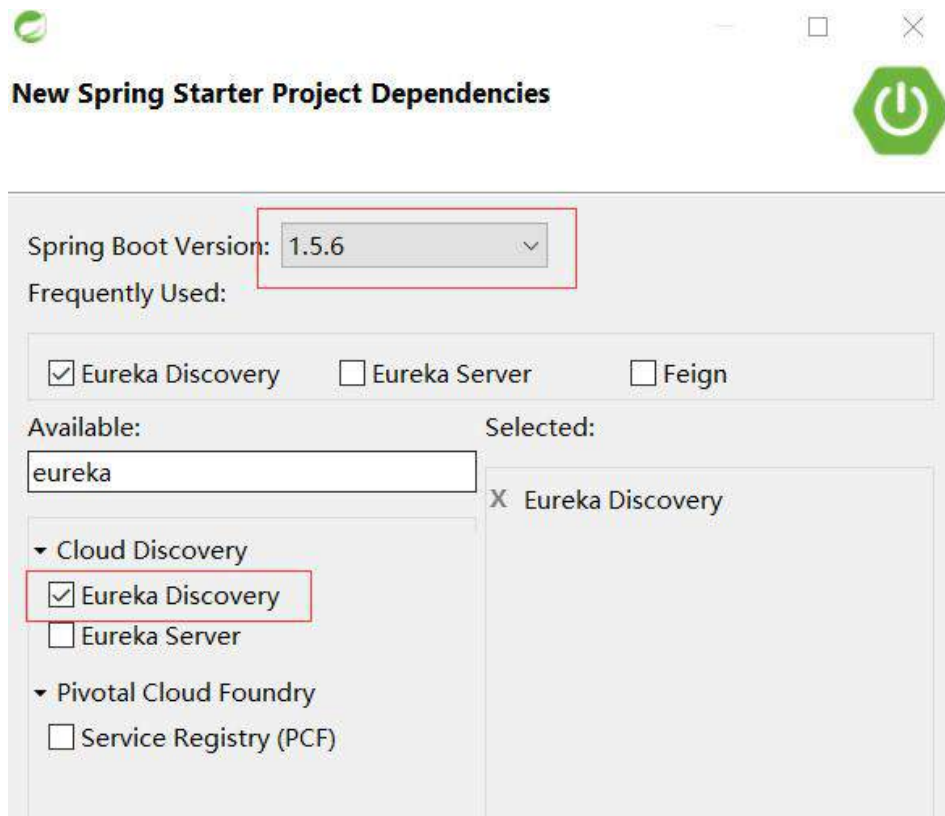 New Spring Starter Project Dependencies
Spring Boot Version: 1.5.6
Frequently Used:
Eureka Discovery Eureka Server Feign
Available: Selected:
eureka
X Eureka Discovery
Cloud Discovery
Eureka Discovery
Eureka Server
Pivotal Cloud Foundry
Service Registry (PCF)